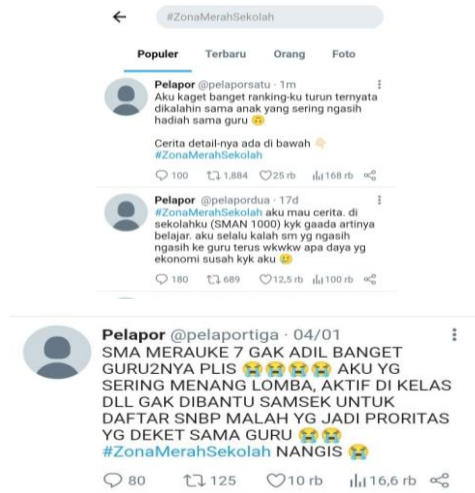 #ZonaMerahSekolah
Populer Terbaru Orang Foto
Pelapor @pelaporsatu · 1m
Aku kaget banget ranking-ku turun ternyata
dikalahin sama anak yang sering ngasih
hadiah sama guru 🙃
Cerita detail-nya ada di bawah 👇🏻
#ZonaMerahSekolah
100 1,884 25 rb 168 rb
Pelapor @pelapordua · 17d
#ZonaMerahSekolah aku mau cerita. di
sekolahku (SMAN 1000) kyk gaada artinya
belajar. aku selalu kalah sm yg ngasih
ngasih ke guru terus wkwkw apa daya yg
ekonomi susah kyk aku 🥲
180 689 12,5 rb 100 rb
Pelapor @pelaportiga · 04/01
SMA MERAUKE 7 GAK ADIL BANGET
GURU2NYA PLIS 😭😭😭😭 AKU YG
SERING MENANG LOMBA, AKTIF DI KELAS
DLL GAK DIBANTU SAMSEK UNTUK
DAFTAR SNBP MALAH YG JADI PRORITAS
YG DEKET SAMA GURU 😭😭
#ZonaMerahSekolah NANGIS 😭
80 125 10 rb 16,6 rb